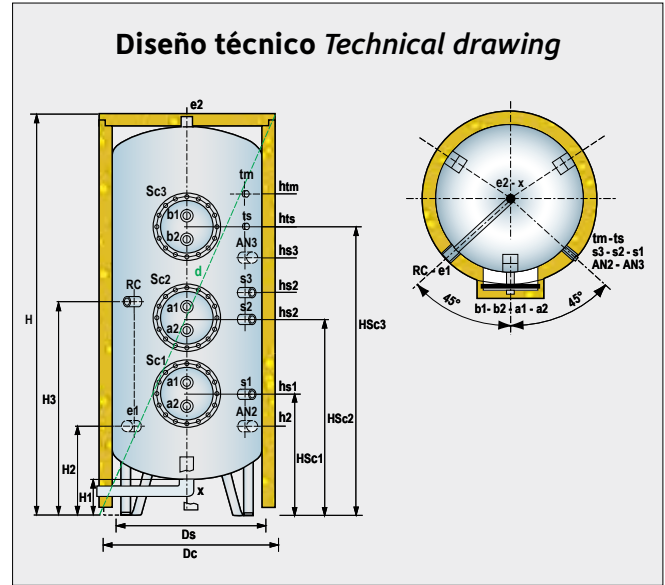 Diseño técnico Technical drawing
e2
tm
htm
Sc3
b1
ts
hts
b2
AN3
hs3
d
Sc2
RC
s3
hs2
a1
s2
hs2
a2
H
HSc3
H3
Sc1
a1
s1
hs1
a2
e1
AN2
h2
HSc2
H2
HSc1
H1
x
Ds
Dc
e2 - x
tm-ts
s3 - s2 - s1
AN2 - AN3
RC - e1
45°
45°
b1- b2 - a1 - a2